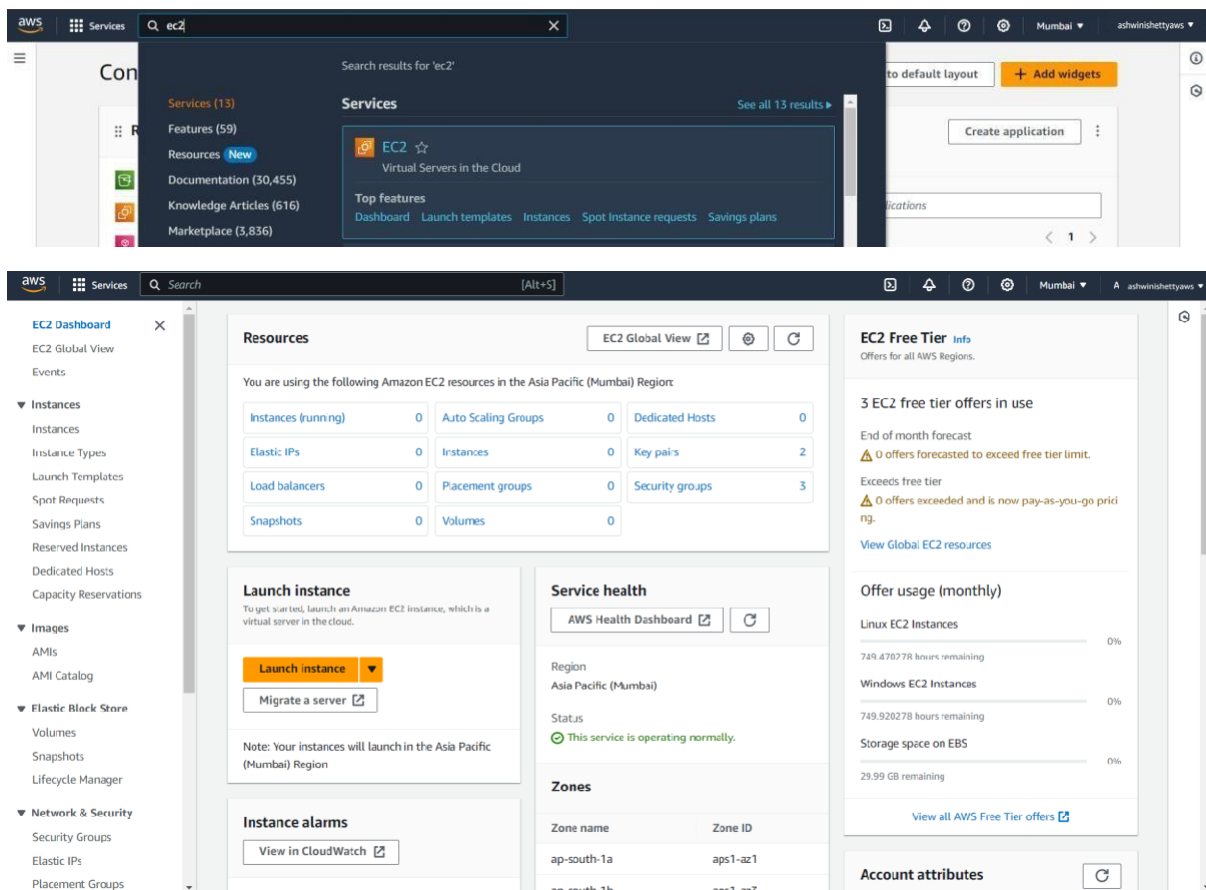 aws
Services
ec2
Mumbai
ashwinishettyaws
Con
to default layout
Add widgets
Search results for 'ec2'
Services (13)
Features (59)
Resources New
Documentation (30,455)
Knowledge Articles (616)
Marketplace (3,836)
Services
See all 13 results
EC2
Virtual Servers in the Cloud
Top features
Dashboard Launch templates Instances Spot Instance requests Savings plans
R
Create application
lications
1
aws
Services
Search
[Alt+S]
Mumbai
A ashwinishettyaws
EC2 Dashboard
EC2 Global View
Events
Instances
Instances
Instance Types
Launch Templates
Spot Requests
Savings Plans
Reserved Instances
Dedicated Hosts
Capacity Reservations
Images
AMIs
AMI Catalog
Elastic Block Store
Volumes
Snapshots
Lifecycle Manager
Network & Security
Security Groups
Elastic IPs
Placement Groups
Resources
EC2 Global View
You are using the following Amazon EC2 resources in the Asia Pacific (Mumbai) Region:
Instances (running) 0 Auto Scaling Groups 0 Dedicated Hosts 0
Elastic IPs 0 Instances 0 Key pairs 2
Load balancers 0 Placement groups 0 Security groups 3
Snapshots 0 Volumes 0
Launch instance
To get started, launch an Amazon EC2 instance, which is a
virtual server in the cloud.
Launch instance
Migrate a server
Note: Your instances will launch in the Asia Pacific
(Mumbai) Region
Instance alarms
View in CloudWatch
Service health
AWS Health Dashboard
Region
Asia Pacific (Mumbai)
Status
This service is operating normally.
Zones
Zone name Zone ID
ap-south-1a aps1-az1
ap-south-1b aps1-az3
EC2 Free Tier Info
Offers for all AWS Regions.
3 EC2 free tier offers in use
End of month forecast
0 offers forecasted to exceed free tier limit.
Exceeds free tier
0 offers exceeded and is now pay-as-you-go prici
ng.
View Global EC2 resources
Offer usage (monthly)
Linux EC2 Instances
0%
749.470278 hours remaining
Windows EC2 Instances
0%
749.920278 hours remaining
Storage space on EBS
0%
29.99 GB remaining
View all AWS Free Tier offers
Account attributes